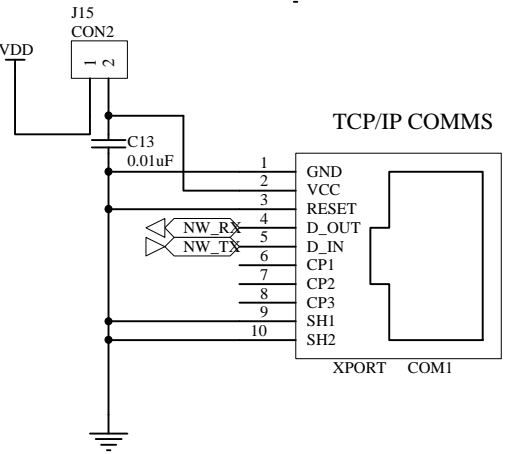 J15
CON2
VDD
1 2
C13
0.01uF
TCP/IP COMMS
1 GND
2 VCC
3 RESET
NW_RX 4 D_OUT
NW_TX 5 D_IN
6 CP1
7 CP2
8 CP3
9 SH1
10 SH2
XPORT COM1